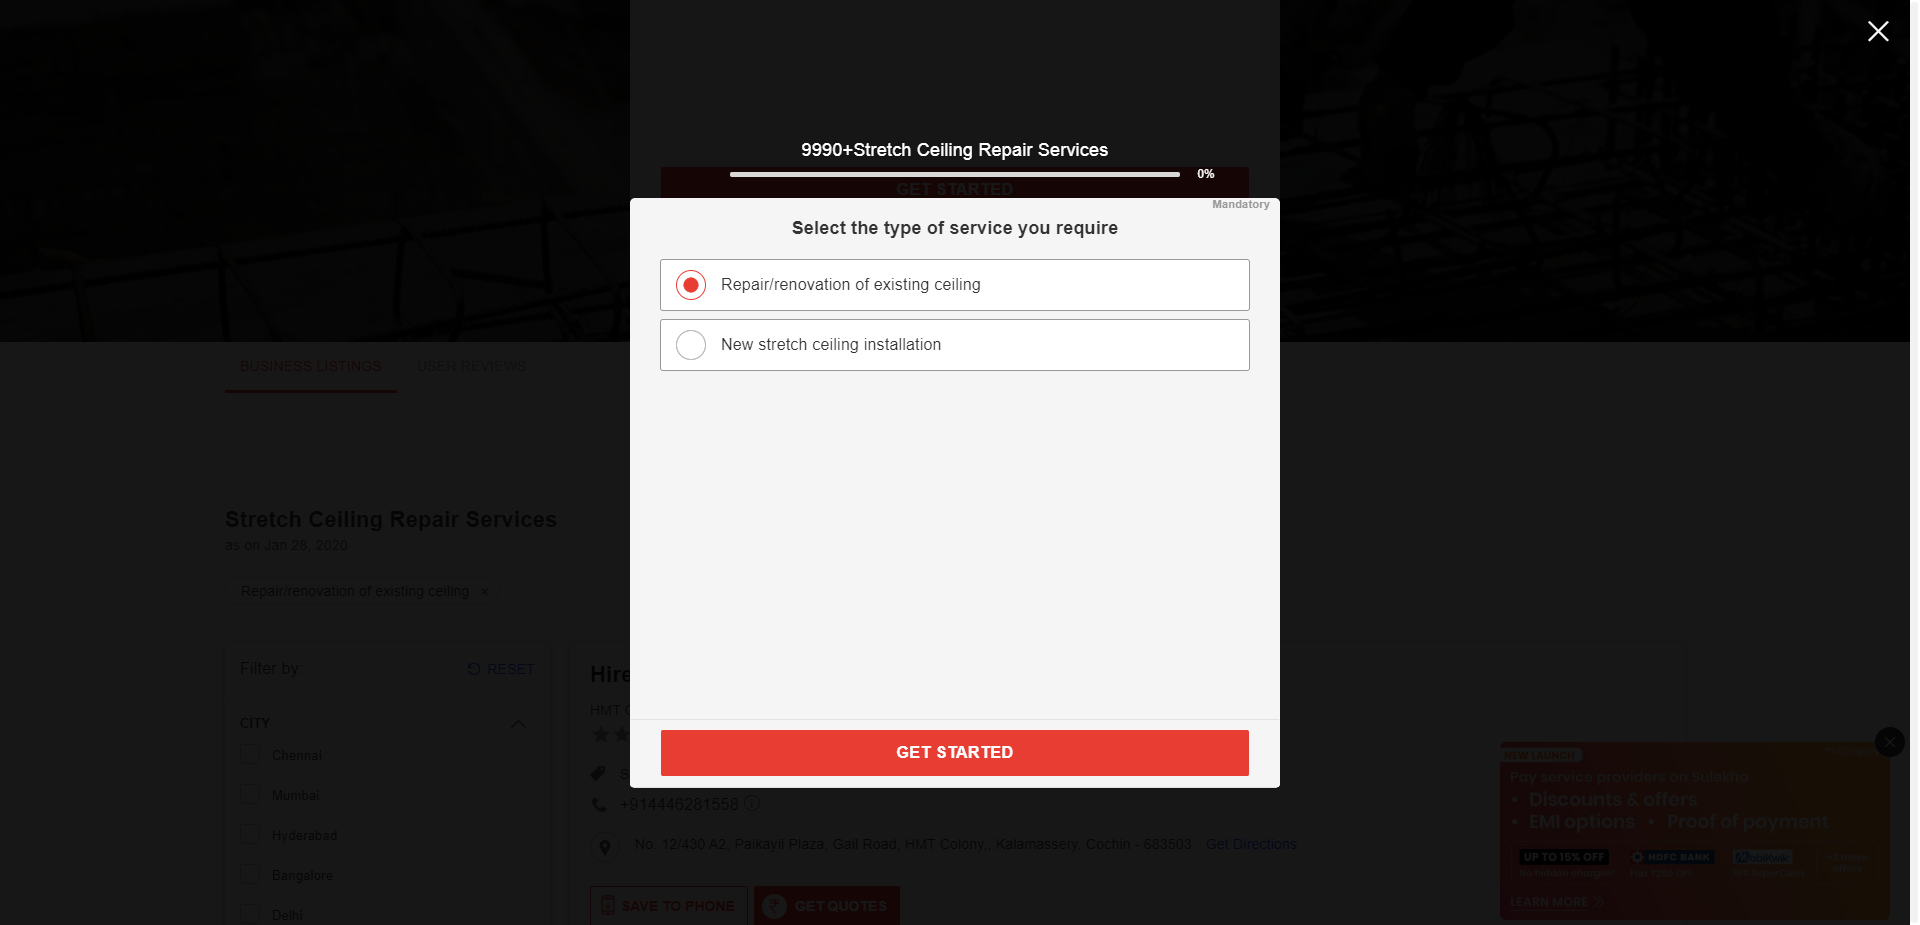 9990+Stretch Ceiling Repair Services
0%
GET STARTED
Mandatory
Select the type of service you require
Repair/renovation of existing ceiling
New stretch ceiling installation
GET STARTED
BUSINESS LISTINGS
USER REVIEWS
Stretch Ceiling Repair Services
as on Jan 28, 2020
Repair/renovation of existing ceiling ×
Filter by
RESET
CITY
Chennai
Mumbai
Hyderabad
Bangalore
Delhi
Hire
HMT
+914446281558
No. 12/430 A2, Paikayil Plaza, Gail Road, HMT Colony,, Kalamassery, Cochin - 683503 Get Directions
SAVE TO PHONE
GET QUOTES
NEW LAUNCH
Pay service providers on Sulekha
• Discounts & offers
• EMI options • Proof of payment
UP TO 15% OFF
HDFC BANK
MobiKwik
No hidden charges*
LEARN MORE